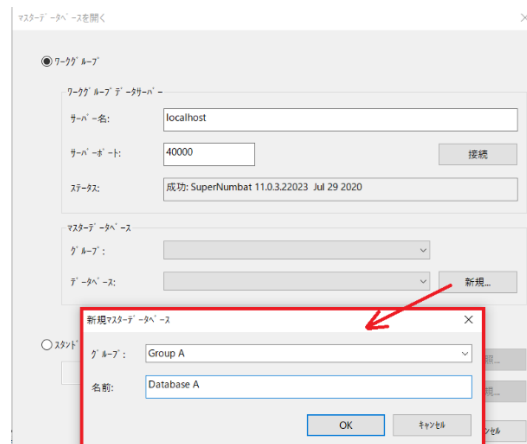 マスターデータベースを開く
ワークグループ
ワークグループデータサーバー
サーバー名: localhost
サーバーポート: 40000 接続
ステータス: 成功: SuperNumbat 11.0.3.22023 Jul 29 2020
マスターデータベース
グループ:
データベース: 新規...
新規マスターデータベース
グループ: Group A
名前: Database A
OK キャンセル